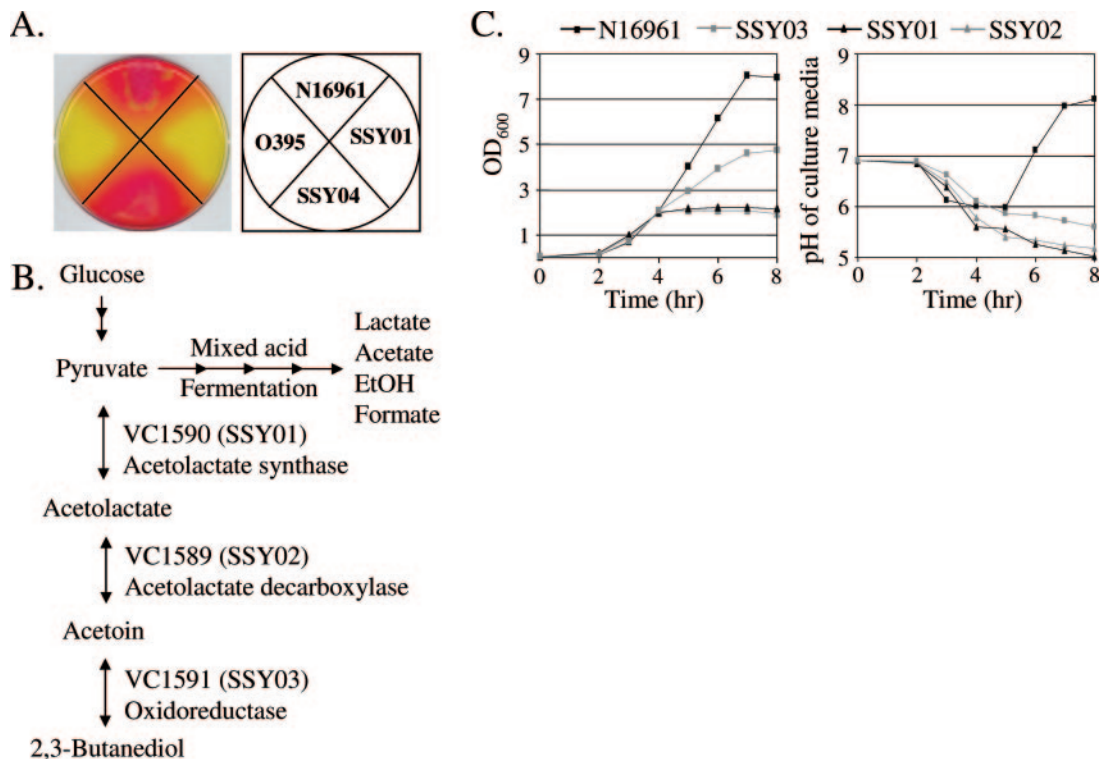 A.
N16961
O395
SSY01
SSY04
B.
Glucose
Pyruvate
Mixed acid
Fermentation
Lactate
Acetate
EtOH
Formate
VC1590 (SSY01)
Acetolactate synthase
Acetolactate
VC1589 (SSY02)
Acetolactate decarboxylase
Acetoin
VC1591 (SSY03)
Oxidoreductase
2,3-Butanediol
C.
N16961 SSY03 SSY01 SSY02
OD600
9
7
5
3
1
0 2 4 6 8
Time (hr)
pH of culture media
9
8
7
6
5
0 2 4 6 8
Time (hr)